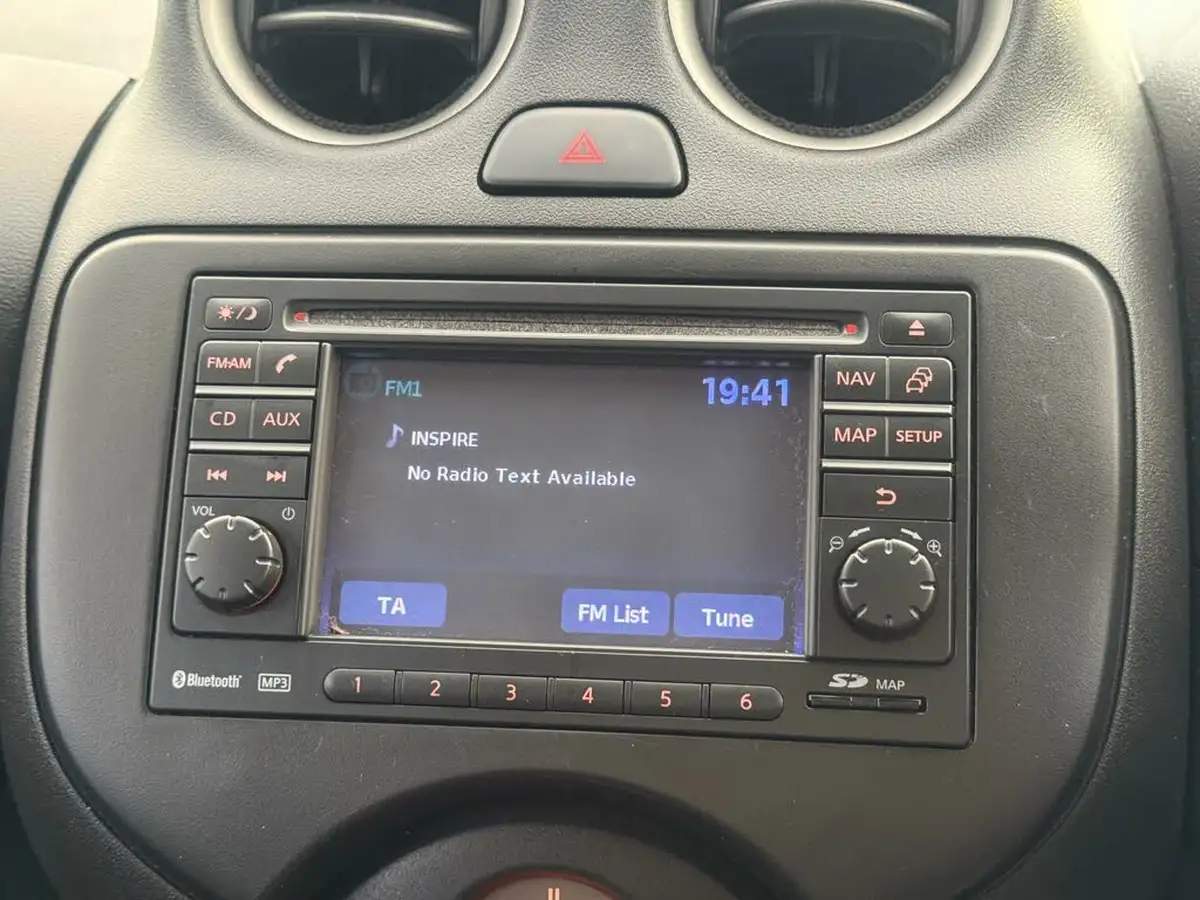 FM·AM
CD AUX
VOL
FM1
19:41
INSPIRE
No Radio Text Available
TA
FM List
Tune
NAV
MAP SETUP
Bluetooth
MP3
1 2 3 4 5 6
SD MAP